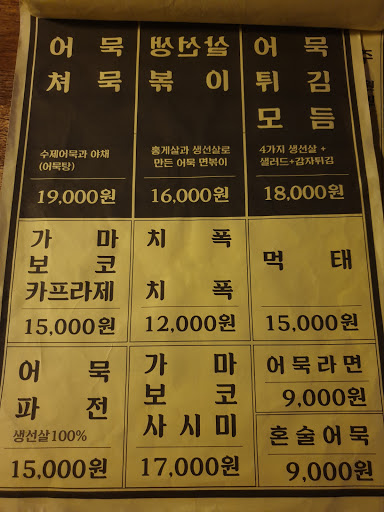 어묵
쳐묵
수제어묵과 야채
(어묵탕)
19,000원
생선살
볶이
홍게살과 생선살로
만든 어묵 면볶이
16,000원
어묵
튀김
모듬
4가지 생선살 +
샐러드+감자튀김
18,000원
가마
보코
카프라제
15,000원
치폭
치폭
12,000원
먹태
15,000원
어묵
파전
생선살100%
15,000원
가마
보코
사시미
17,000원
어묵라면
9,000원
혼술어묵
9,000원